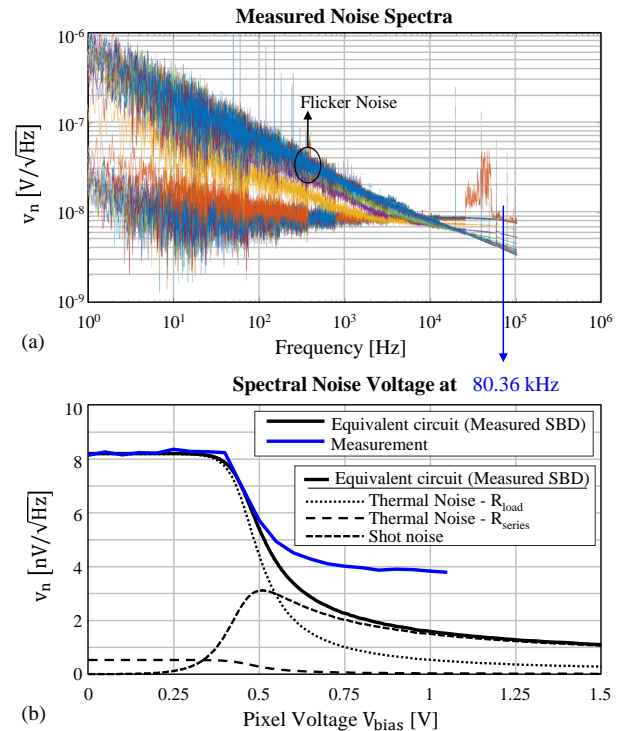 Measured Noise Spectra
v_n [V/√Hz]
10^-6
10^-7
10^-8
10^-9
Flicker Noise
10^0
10^1
10^2
10^3
10^4
10^5
10^6
(a)
Frequency [Hz]
Spectral Noise Voltage at 80.36 kHz
v_n [nV/√Hz]
10
8
6
4
2
0
Equivalent circuit (Measured SBD)
Measurement
Equivalent circuit (Measured SBD)
Thermal Noise - R_load
Thermal Noise - R_series
Shot noise
0
0.25
0.5
0.75
1
1.25
1.5
(b)
Pixel Voltage V_bias [V]